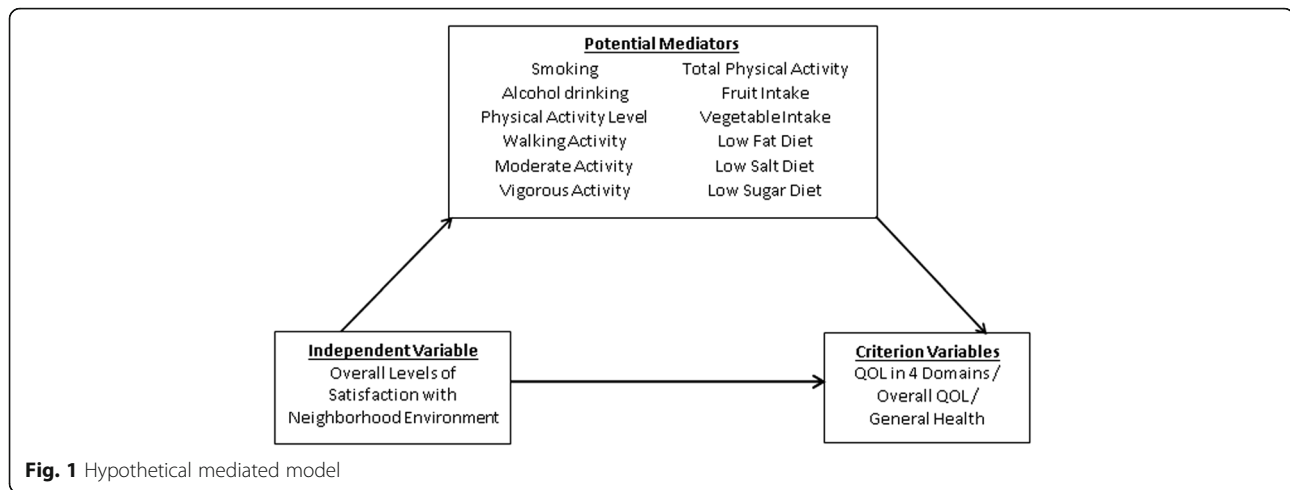 Potential Mediators
Smoking
Alcohol drinking
Physical Activity Level
Walking Activity
Moderate Activity
Vigorous Activity
Total Physical Activity
Fruit Intake
Vegetable Intake
Low Fat Diet
Low Salt Diet
Low Sugar Diet
Independent Variable
Overall Levels of
Satisfaction with
Neighborhood Environment
Criterion Variables
QOL in 4 Domains /
Overall QOL /
General Health
Fig. 1 Hypothetical mediated model